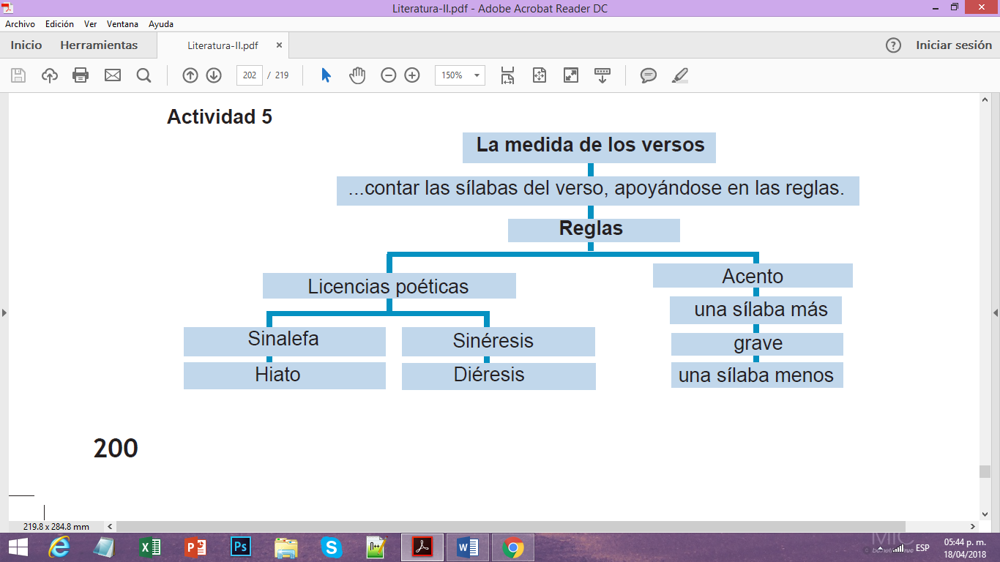 Literatura-II.pdf - Adobe Acrobat Reader DC
Archivo Edición Ver Ventana Ayuda
Inicio Herramientas Literatura-II.pdf × ? Iniciar sesión
202 / 219 150%
Actividad 5
La medida de los versos
...contar las sílabas del verso, apoyándose en las reglas.
Reglas
Licencias poéticas
Acento
una sílaba más
Sinalefa
Sinéresis
grave
Hiato
Diéresis
una sílaba menos
200
219.8 x 284.8 mm
ESP
05:44 p. m.
18/04/2018